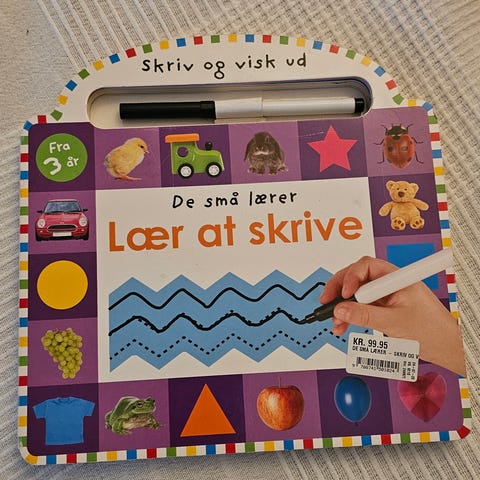 Skriv og visk ud
Fra
3 år
De små lærer
Lær at skrive
KR. 99.95
DE SMÅ LÆRER - SKRIV OG V